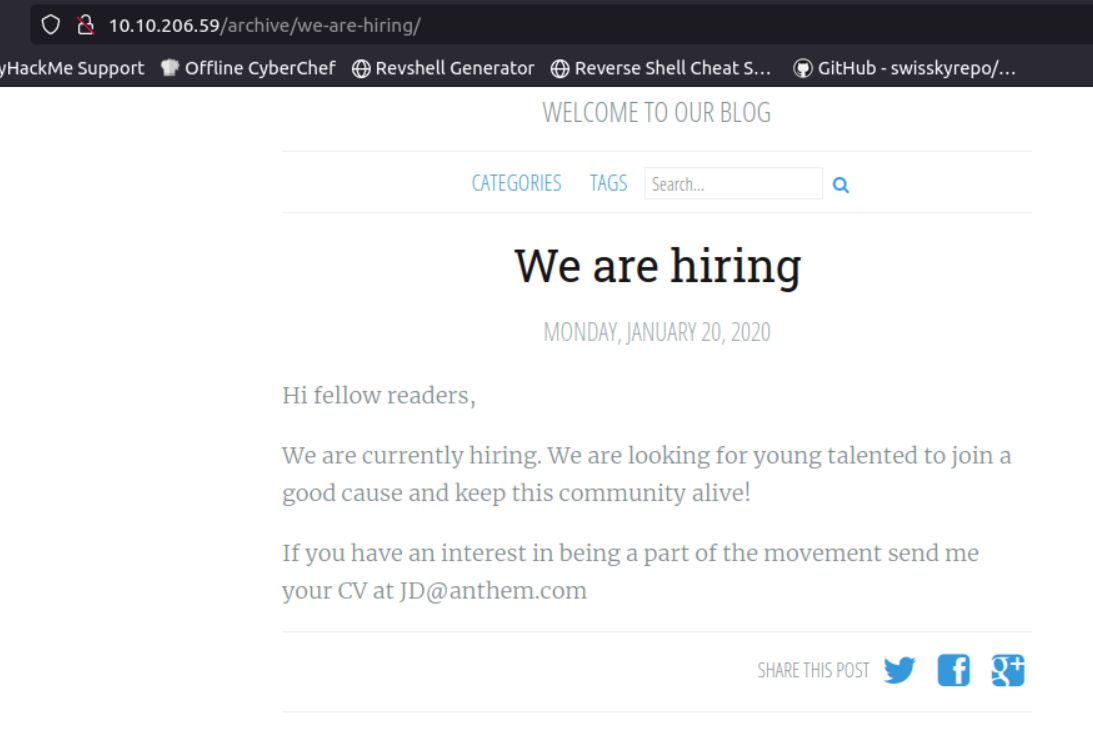 10.10.206.59/archive/we-are-hiring/
yHackMe Support Offline CyberChef Revshell Generator Reverse Shell Cheat S... GitHub - swisskyrepo/...
WELCOME TO OUR BLOG
CATEGORIES TAGS Search...
We are hiring
MONDAY, JANUARY 20, 2020
Hi fellow readers,
We are currently hiring. We are looking for young talented to join a
good cause and keep this community alive!
If you have an interest in being a part of the movement send me
your CV at JD@anthem.com
SHARE THIS POST